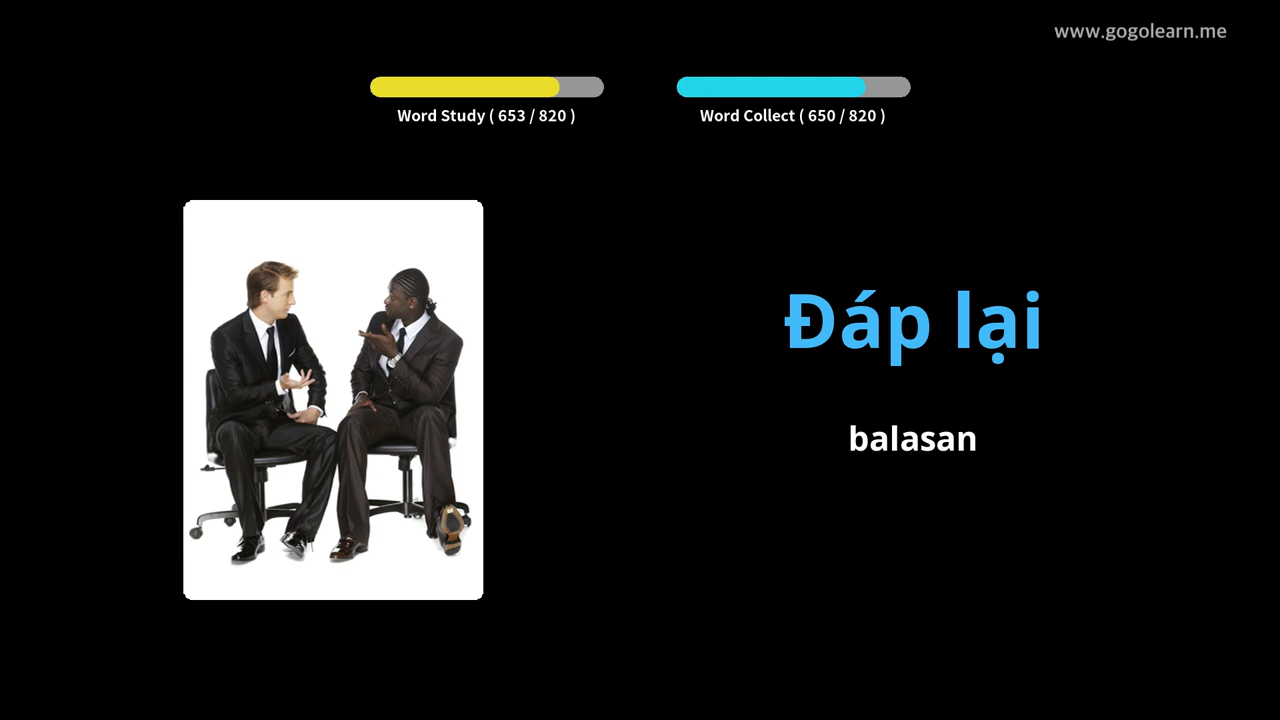 www.gogolearn.me
Word Study ( 653 / 820 )
Word Collect ( 650 / 820 )
Đáp lại
balasan